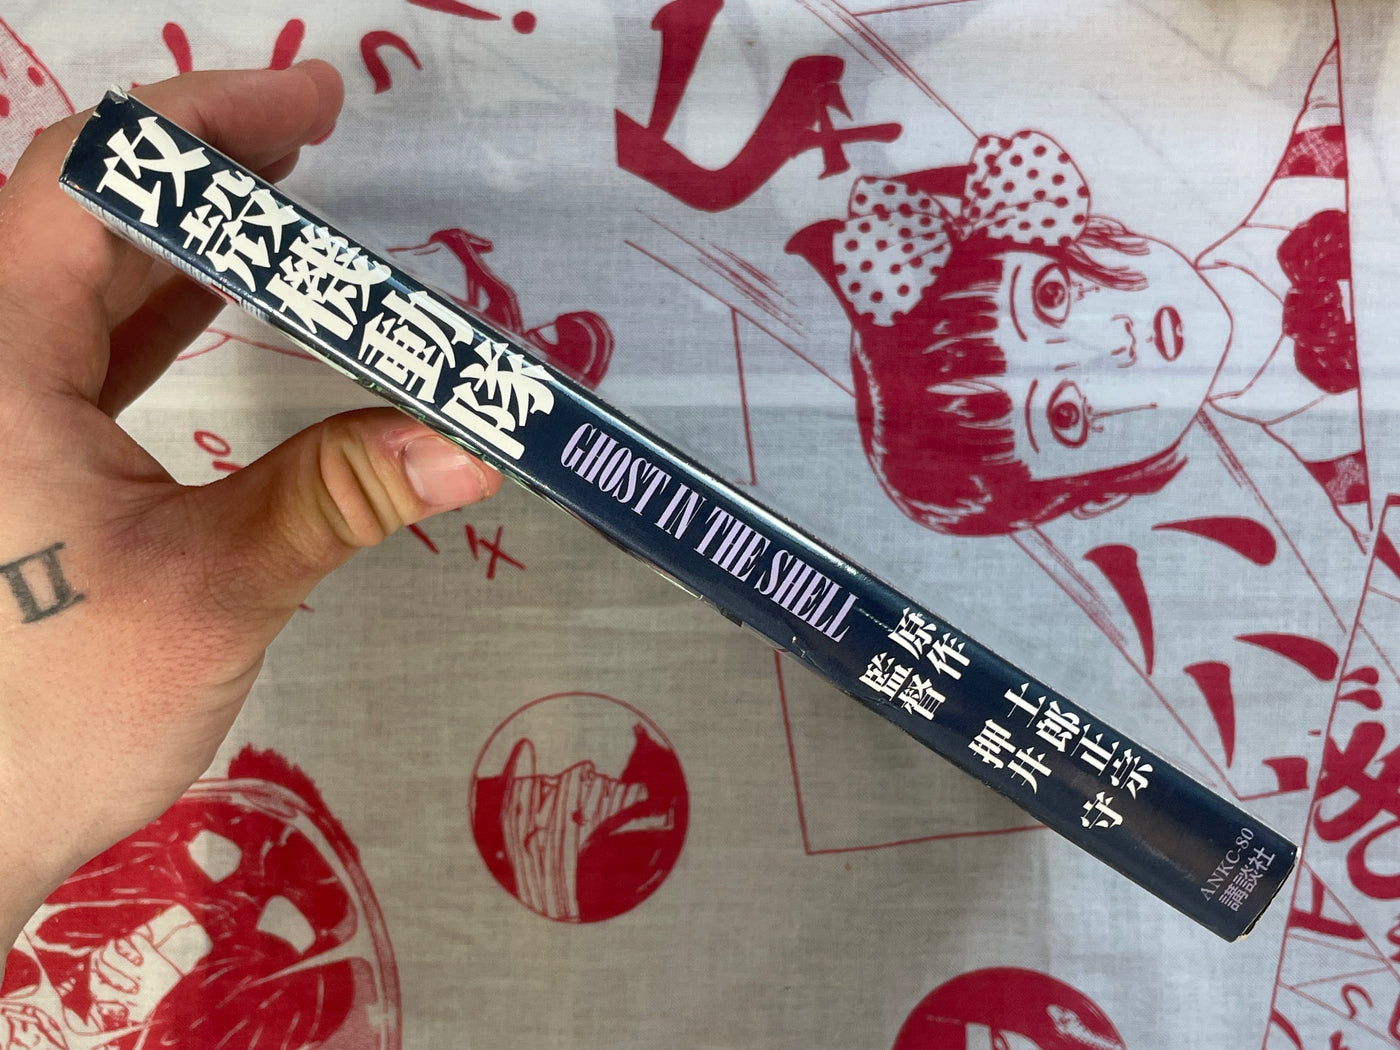 攻殻機動隊
GHOST IN THE SHELL
原作 士郎正宗
監督 押井 守
ANKC-80
講談社
II